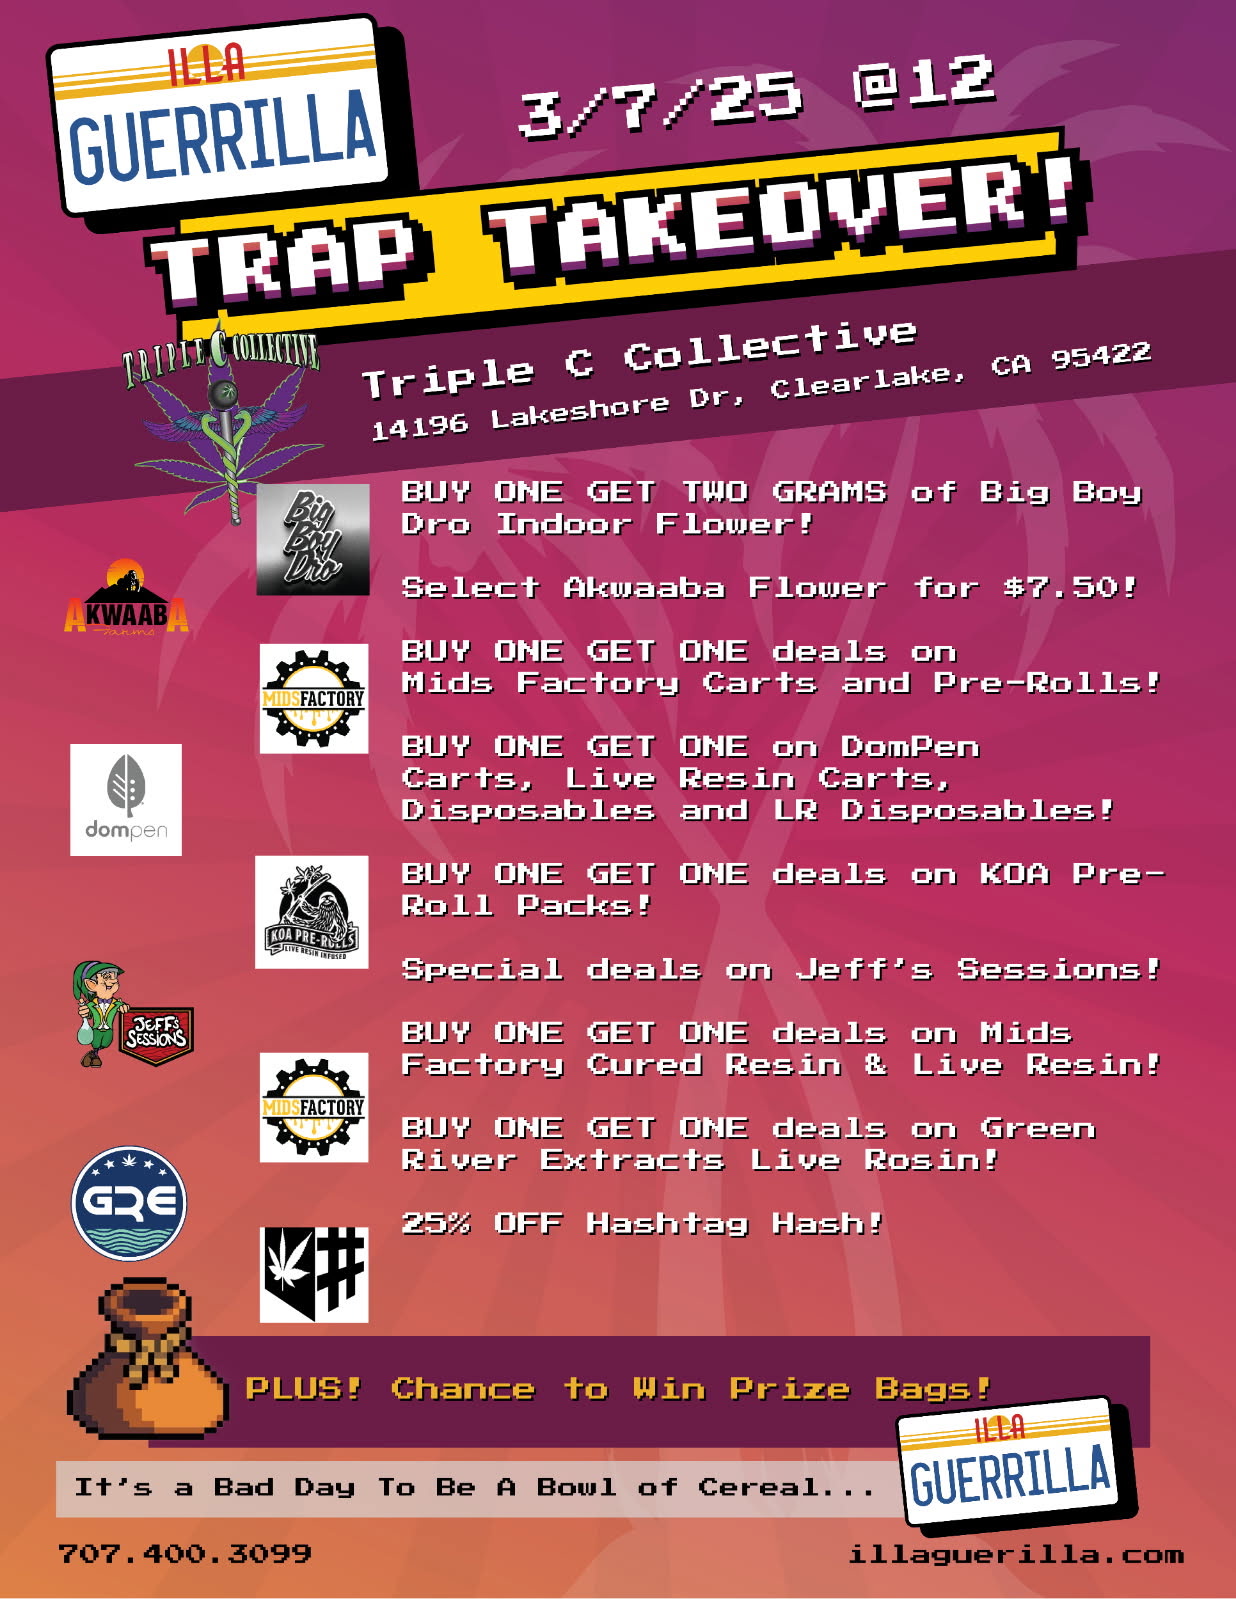 ILLA
GUERRILLA
3/7/25 @12
TRAP TAKEOVER!
TRIPLE C COLLECTIVE
Triple C Collective
14196 Lakeshore Dr, Clearlake, CA 95422
Big
Boy
Dro
BUY ONE GET TWO GRAMS of Big Boy
Dro Indoor Flower!
AKWAABA
Farms
Select Akwaaba Flower for $7.50!
MIDSFACTORY
BUY ONE GET ONE deals on
Mids Factory Carts and Pre-Rolls!
dompen
BUY ONE GET ONE on DomPen
Carts, Live Resin Carts,
Disposables and LR Disposables!
KOA PRE-ROLLS
LIVE RESIN INFUSED
BUY ONE GET ONE deals on KOA Pre-
Roll Packs!
JEFF's
SESSIONS
Special deals on Jeff's Sessions!
MIDSFACTORY
BUY ONE GET ONE deals on Mids
Factory Cured Resin & Live Resin!
GRE
BUY ONE GET ONE deals on Green
River Extracts Live Rosin!
#
25% OFF Hashtag Hash!
PLUS! Chance to Win Prize Bags!
ILLA
GUERRILLA
It's a Bad Day To Be A Bowl of Cereal...
707.400.3099
illaguerilla.com